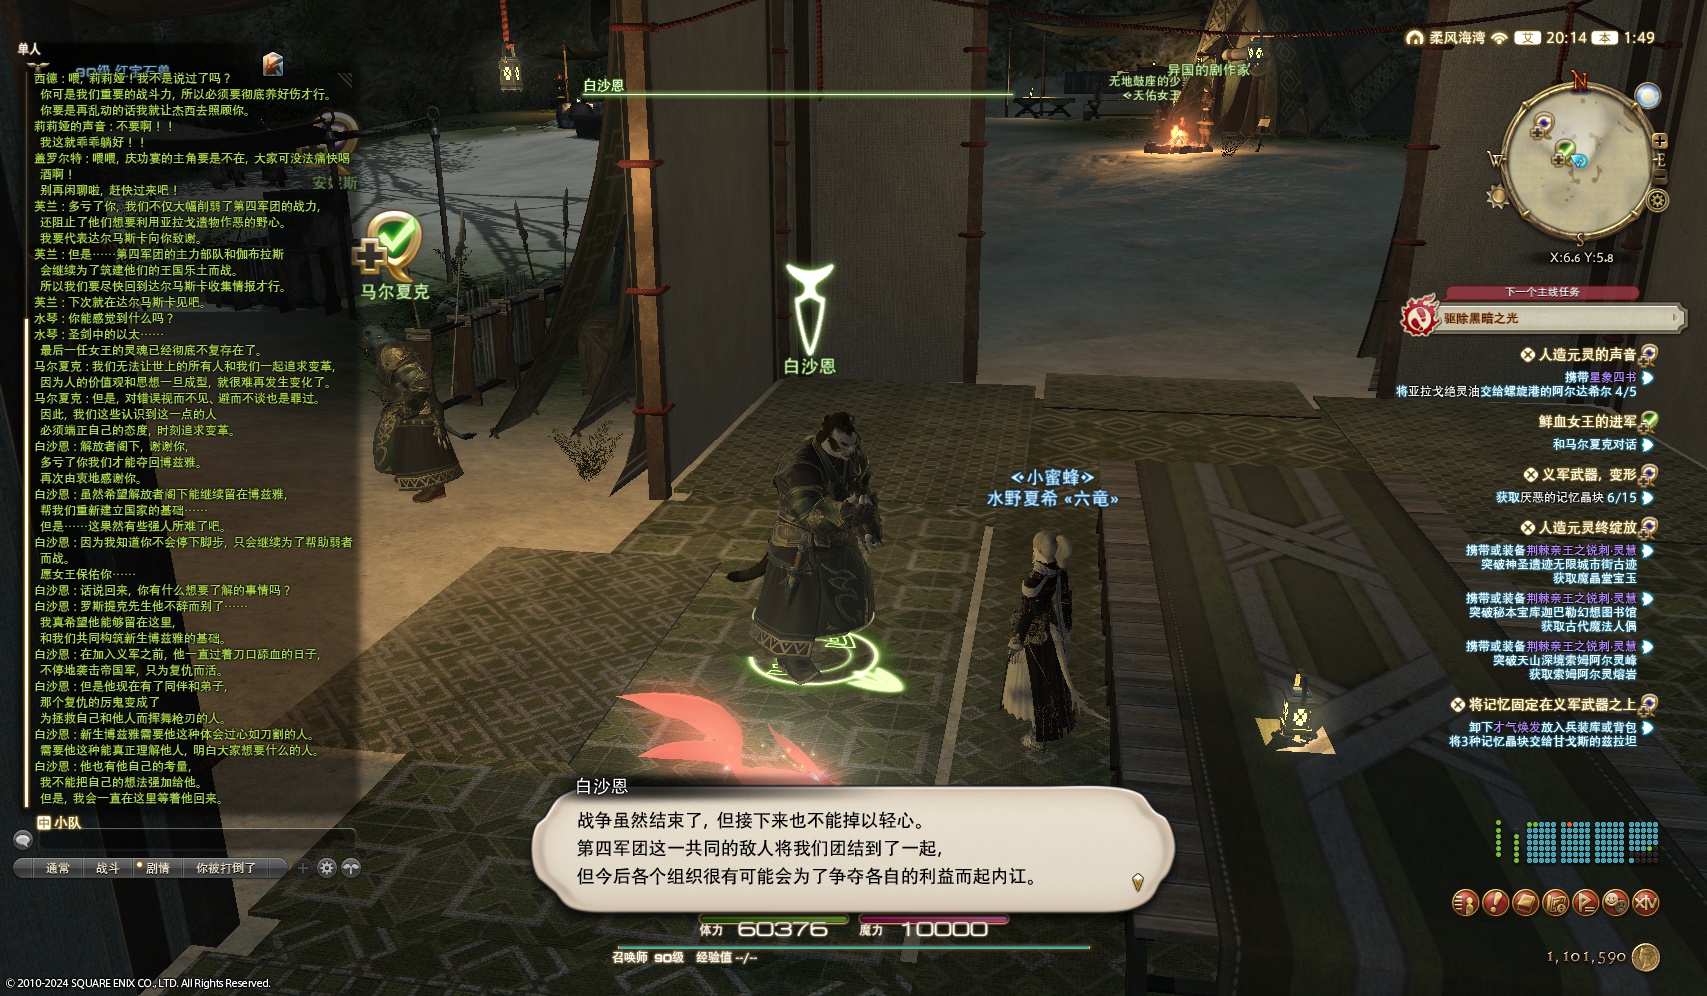 单人
90级 红宝石兽
西德：喂，莉莉娅！我不是说过了吗？
你可是我们重要的战斗力，所以必须要彻底养好伤才行。
你要是再乱动的话我就让杰西去照顾你。
莉莉娅的声音：不要啊！！
我这就乖乖躺好！！
盖罗尔特：喂喂，庆功宴的主角要是不在，大家可没法痛快喝
酒啊！
别再闲聊啦，赶快过来吧！
芙兰：多亏了你，我们不仅大幅削弱了第四军团的战力，
还阻止了他们想要利用亚拉戈遗物作恶的野心。
我要代表达尔马斯卡向你致谢。
芙兰：但是……第四军团的主力部队和伽布拉斯
会继续为了筑建他们的王国乐土而战。
所以我们要尽快回到达尔马斯卡收集情报才行。
芙兰：下次就在达尔马斯卡见吧。
水琴：你能感觉到什么吗？
水琴：圣剑中的以太……
最后一任女王的灵魂已经彻底不复存在了。
马尔夏克：我们无法让世上的所有人和我们一起追求变革，
因为人的价值观和思想一旦成型，就很难再发生变化了。
马尔夏克：但是，对错误视而不见、避而不谈也是罪过。
因此，我们这些认识到这一点的人
必须端正自己的态度，时刻追求变革。
白沙恩：解放者阁下，谢谢你，
多亏了你我们才能夺回博兹雅。
再次由衷地感谢你。
白沙恩：虽然希望解放者阁下能继续留在博兹雅，
帮我们重新建立国家的基础……
但是……这果然有些强人所难了吧。
白沙恩：因为我知道你不会停下脚步，只会继续为了帮助弱者
而战。
愿女王保佑你……
白沙恩：话说回来，你有什么想要了解的事情吗？
白沙恩：罗斯提克先生他不辞而别了……
我真希望他能够留在这里，
和我们共同构筑新生博兹雅的基础。
白沙恩：在加入义军之前，他一直过着刀口舔血的日子，
不停地袭击帝国军，只为复仇而活。
白沙恩：但是他现在有了同伴和弟子，
那个复仇的厉鬼变成了
为拯救自己和他人而挥舞枪刃的人。
白沙恩：新生博兹雅需要他这种体会过心如刀割的人。
需要他这种能真正理解他人，明白大家想要什么的人。
白沙恩：他也有他自己的考量，
我不能把自己的想法强加给他。
但是，我会一直在这里等着他回来。
小队
通常 战斗 剧情 你被打倒了
© 2010-2024 SQUARE ENIX CO., LTD. All Rights Reserved.
白沙恩
异国的剧作家
无地鼓座的少
天佑女王
安妮斯
马尔夏克
白沙恩
小蜜蜂
水野夏希 «六竜»
白沙恩
战争虽然结束了，但接下来也不能掉以轻心。
第四军团这一共同的敌人将我们团结到了一起，
但今后各个组织很有可能会为了争夺各自的利益而起内讧。
体力 60376 魔力 10000
召唤师 90级 经验值 --/--
柔风海湾 艾 20:14 本 1:49
N
W E
S
X:6.6 Y:5.8
下一个主线任务
驱除黑暗之光
人造元灵的声音
携带星象四书
将亚拉戈绝灵油交给螺旋港的阿尔达希尔 4/5
鲜血女王的进军
和马尔夏克对话
义军武器，变形
获取厌恶的记忆晶块 6/15
人造元灵终绽放
携带或装备荆棘亲王之锐刺·灵慧
突破神圣遗迹无限城市街古迹
获取魔晶堂宝玉
携带或装备荆棘亲王之锐刺·灵慧
突破秘本宝库迦巴勒幻想图书馆
获取古代魔法人偶
携带或装备荆棘亲王之锐刺·灵慧
突破天山深境索姆阿尔灵峰
获取索姆阿尔灵熔岩
将记忆固定在义军武器之上
卸下才气焕发放入兵装库或背包
将3种记忆晶块交给甘戈斯的兹拉坦
XIV
1,101,590